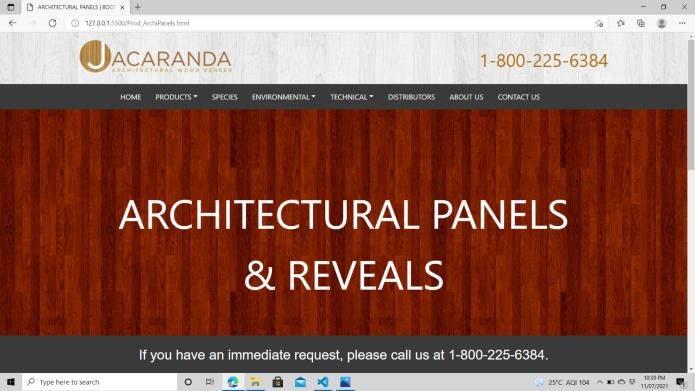 ARCHITECTURAL PANELS | BOO
127.0.0.1:5500/Prod_ArchiPanels.html
JACARANDA
ARCHITECTURAL WOOD VENEER
1-800-225-6384
HOME PRODUCTS SPECIES ENVIRONMENTAL TECHNICAL DISTRIBUTORS ABOUT US CONTACT US
ARCHITECTURAL PANELS
& REVEALS
If you have an immediate request, please call us at 1-800-225-6384.
Type here to search
25°C AQI 104
10:39 PM
11/07/2021